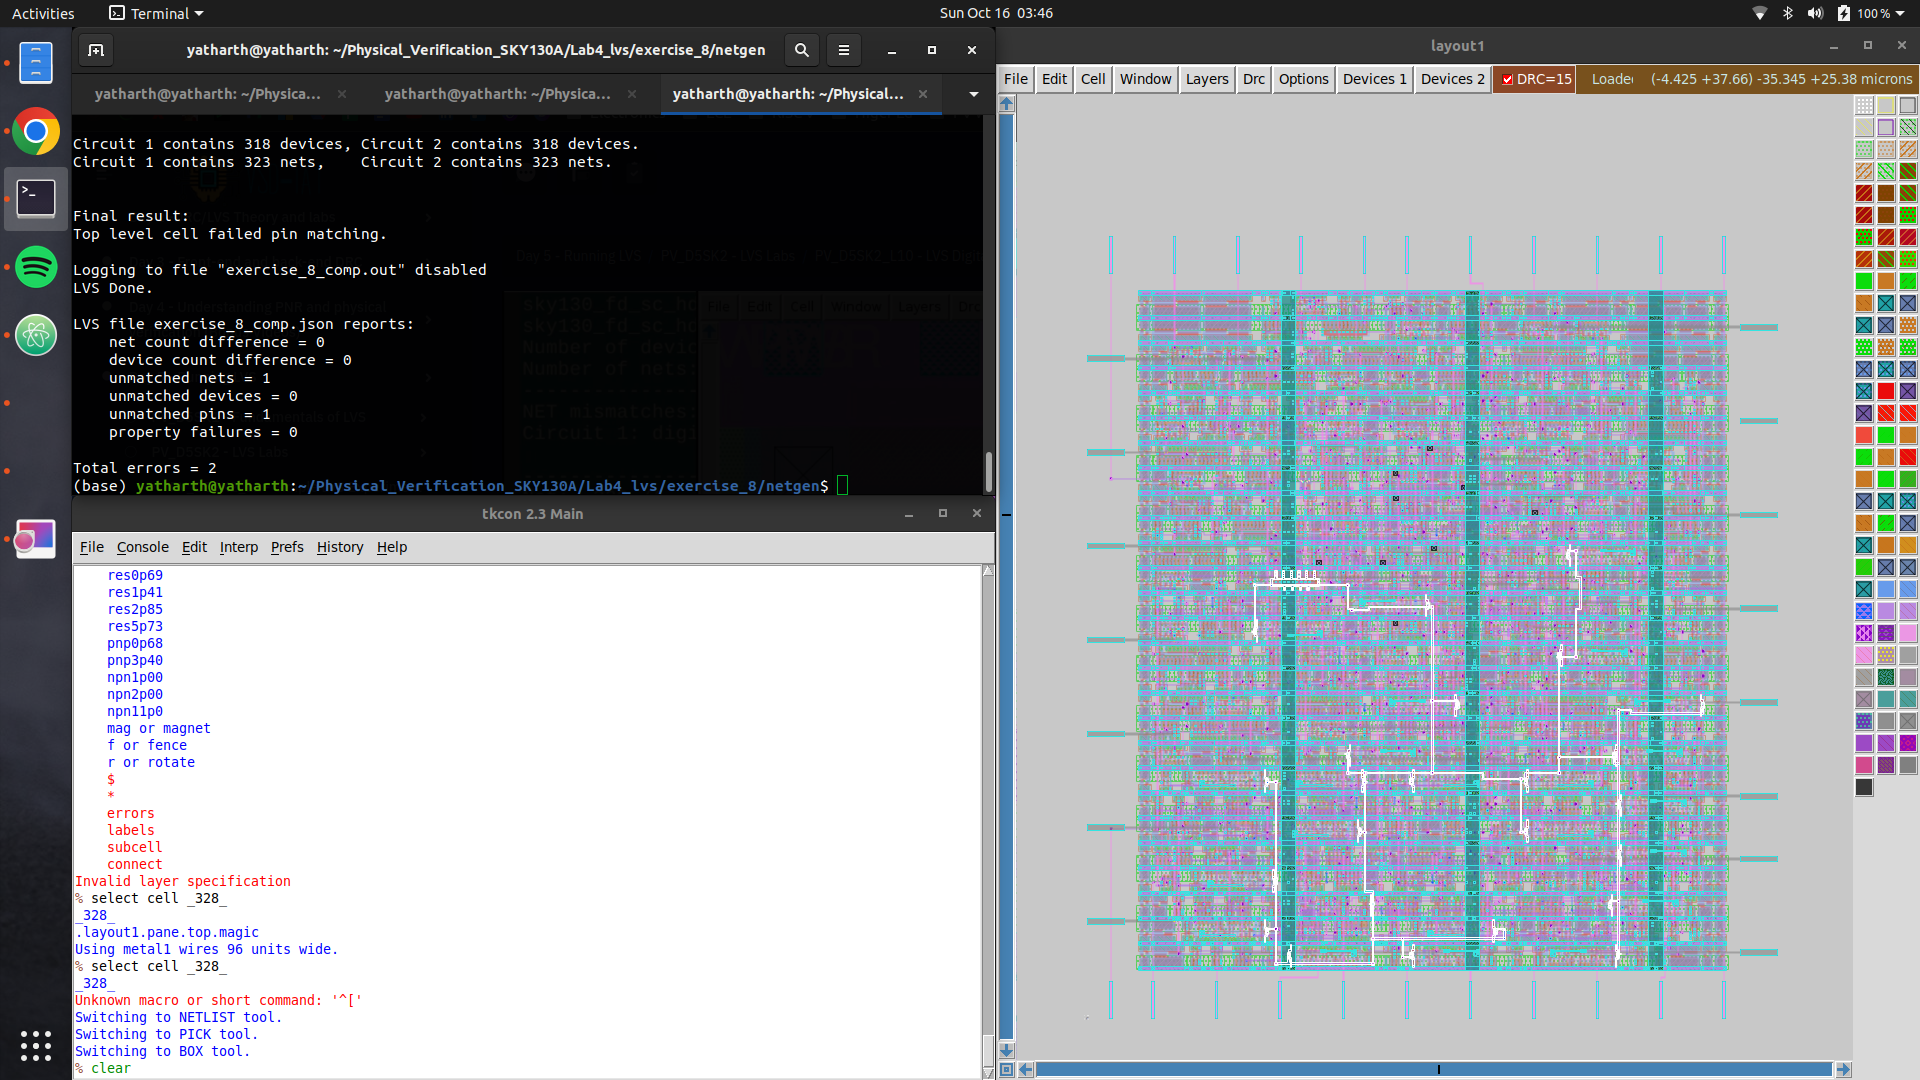 Activities
Terminal
Sun Oct 16 03:46
100 %
yatharth@yatharth: ~/Physical_Verification_SKY130A/Lab4_lvs/exercise_8/netgen
yatharth@yatharth: ~/Physica...
yatharth@yatharth: ~/Physica...
yatharth@yatharth: ~/Physical...
Circuit 1 contains 318 devices, Circuit 2 contains 318 devices.
Circuit 1 contains 323 nets,    Circuit 2 contains 323 nets.
Final result:
Top level cell failed pin matching.
Logging to file "exercise_8_comp.out" disabled
LVS Done.
LVS file exercise_8_comp.json reports:
net count difference = 0
device count difference = 0
unmatched nets = 1
unmatched devices = 0
unmatched pins = 1
property failures = 0
Total errors = 2
(base) yatharth@yatharth:~/Physical_Verification_SKY130A/Lab4_lvs/exercise_8/netgen$
tkcon 2.3 Main
File Console Edit Interp Prefs History Help
res0p69
res1p41
res2p85
res5p73
pnp0p68
pnp3p40
npn1p00
npn2p00
npn11p0
mag or magnet
f or fence
r or rotate
$
*
errors
labels
subcell
connect
Invalid layer specification
% select cell _328_
_328_
.layout1.pane.top.magic
Using metal1 wires 96 units wide.
% select cell _328_
_328_
Unknown macro or short command: '^['
Switching to NETLIST tool.
Switching to PICK tool.
Switching to BOX tool.
% clear
layout1
File Edit Cell Window Layers Drc Options Devices 1 Devices 2 DRC=15 Loade (-4.425 +37.66) -35.345 +25.38 microns